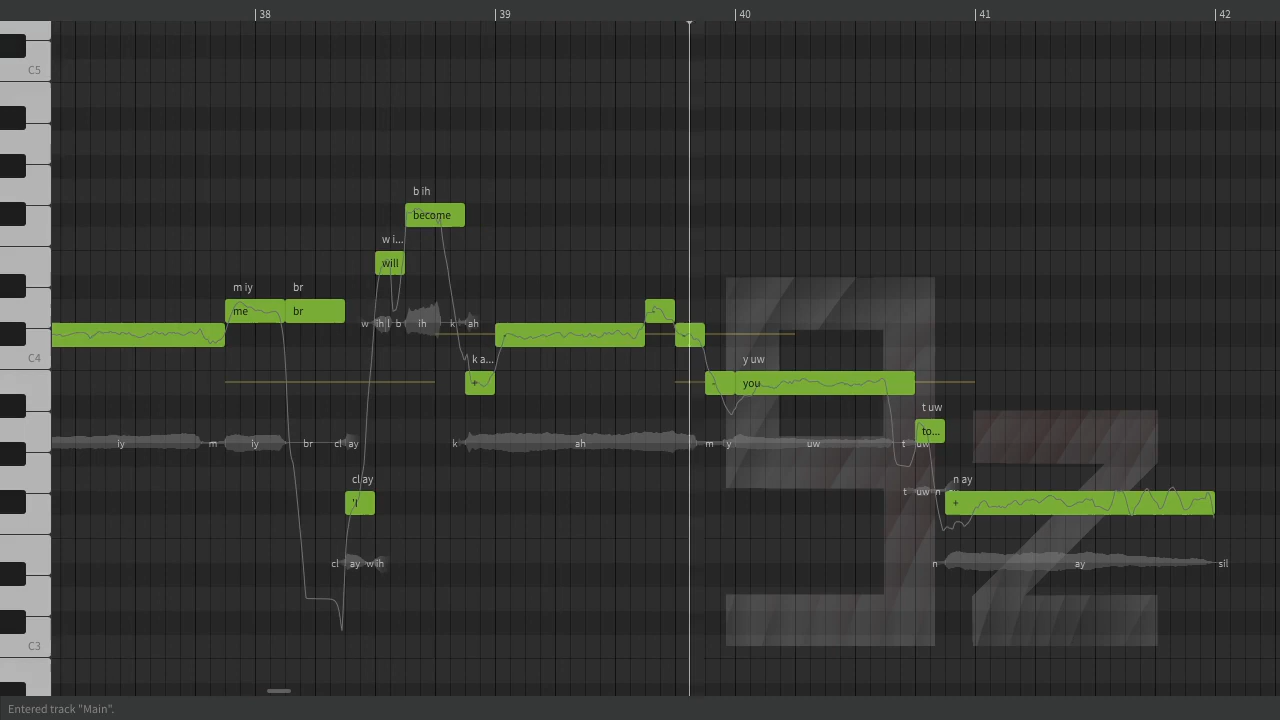 38 39 40 41 42
C5
b ih
become
w i...
will
m iy br
me br
w ih l b ih k ah
C4
k a... y uw
+ - you
t uw
to...
iy m iy br cl ay k ah m y uw t uw
cl ay n ay
'I +
t uw n ay
cl ay w ih n ay sil
C3
Entered track "Main".